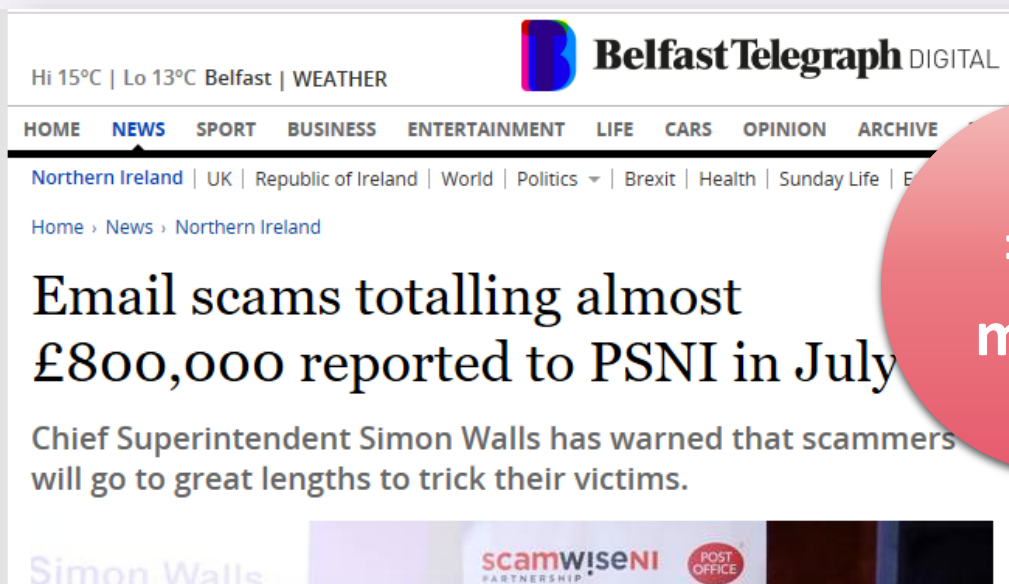 Hi 15°C | Lo 13°C Belfast | WEATHER
Belfast Telegraph DIGITAL
HOME NEWS SPORT BUSINESS ENTERTAINMENT LIFE CARS OPINION ARCHIVE
Northern Ireland | UK | Republic of Ireland | World | Politics | Brexit | Health | Sunday Life |
Home › News › Northern Ireland
Email scams totalling almost
£800,000 reported to PSNI in July
Chief Superintendent Simon Walls has warned that scammers
will go to great lengths to trick their victims.
scamwiseNI
PARTNERSHIP
POST
OFFICE
Simon Walls